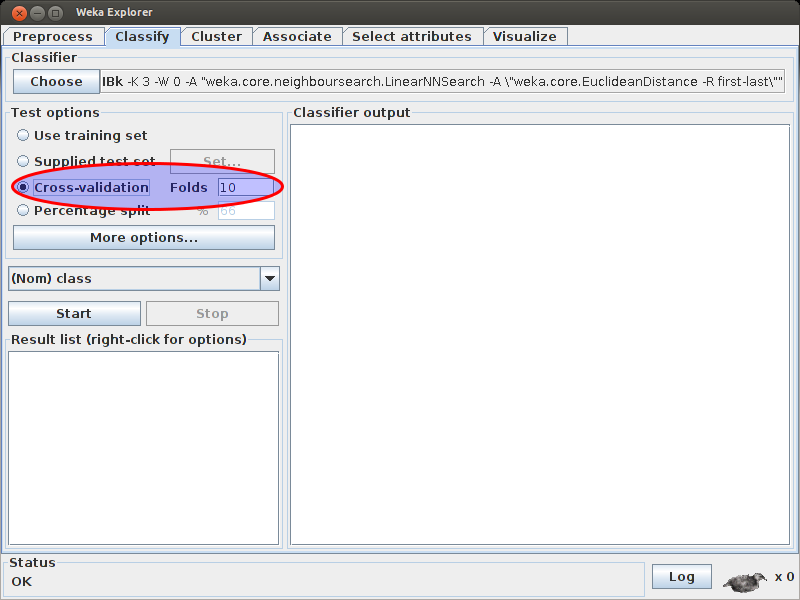 Weka Explorer
Preprocess Classify Cluster Associate Select attributes Visualize
Classifier
Choose IBk -K 3 -W 0 -A "weka.core.neighboursearch.LinearNNSearch -A \"weka.core.EuclideanDistance -R first-last\""
Test options
Use training set
Supplied test set Set...
Cross-validation Folds 10
Percentage split % 66
More options...
(Nom) class
Start Stop
Result list (right-click for options)
Classifier output
Status
OK
Log x 0